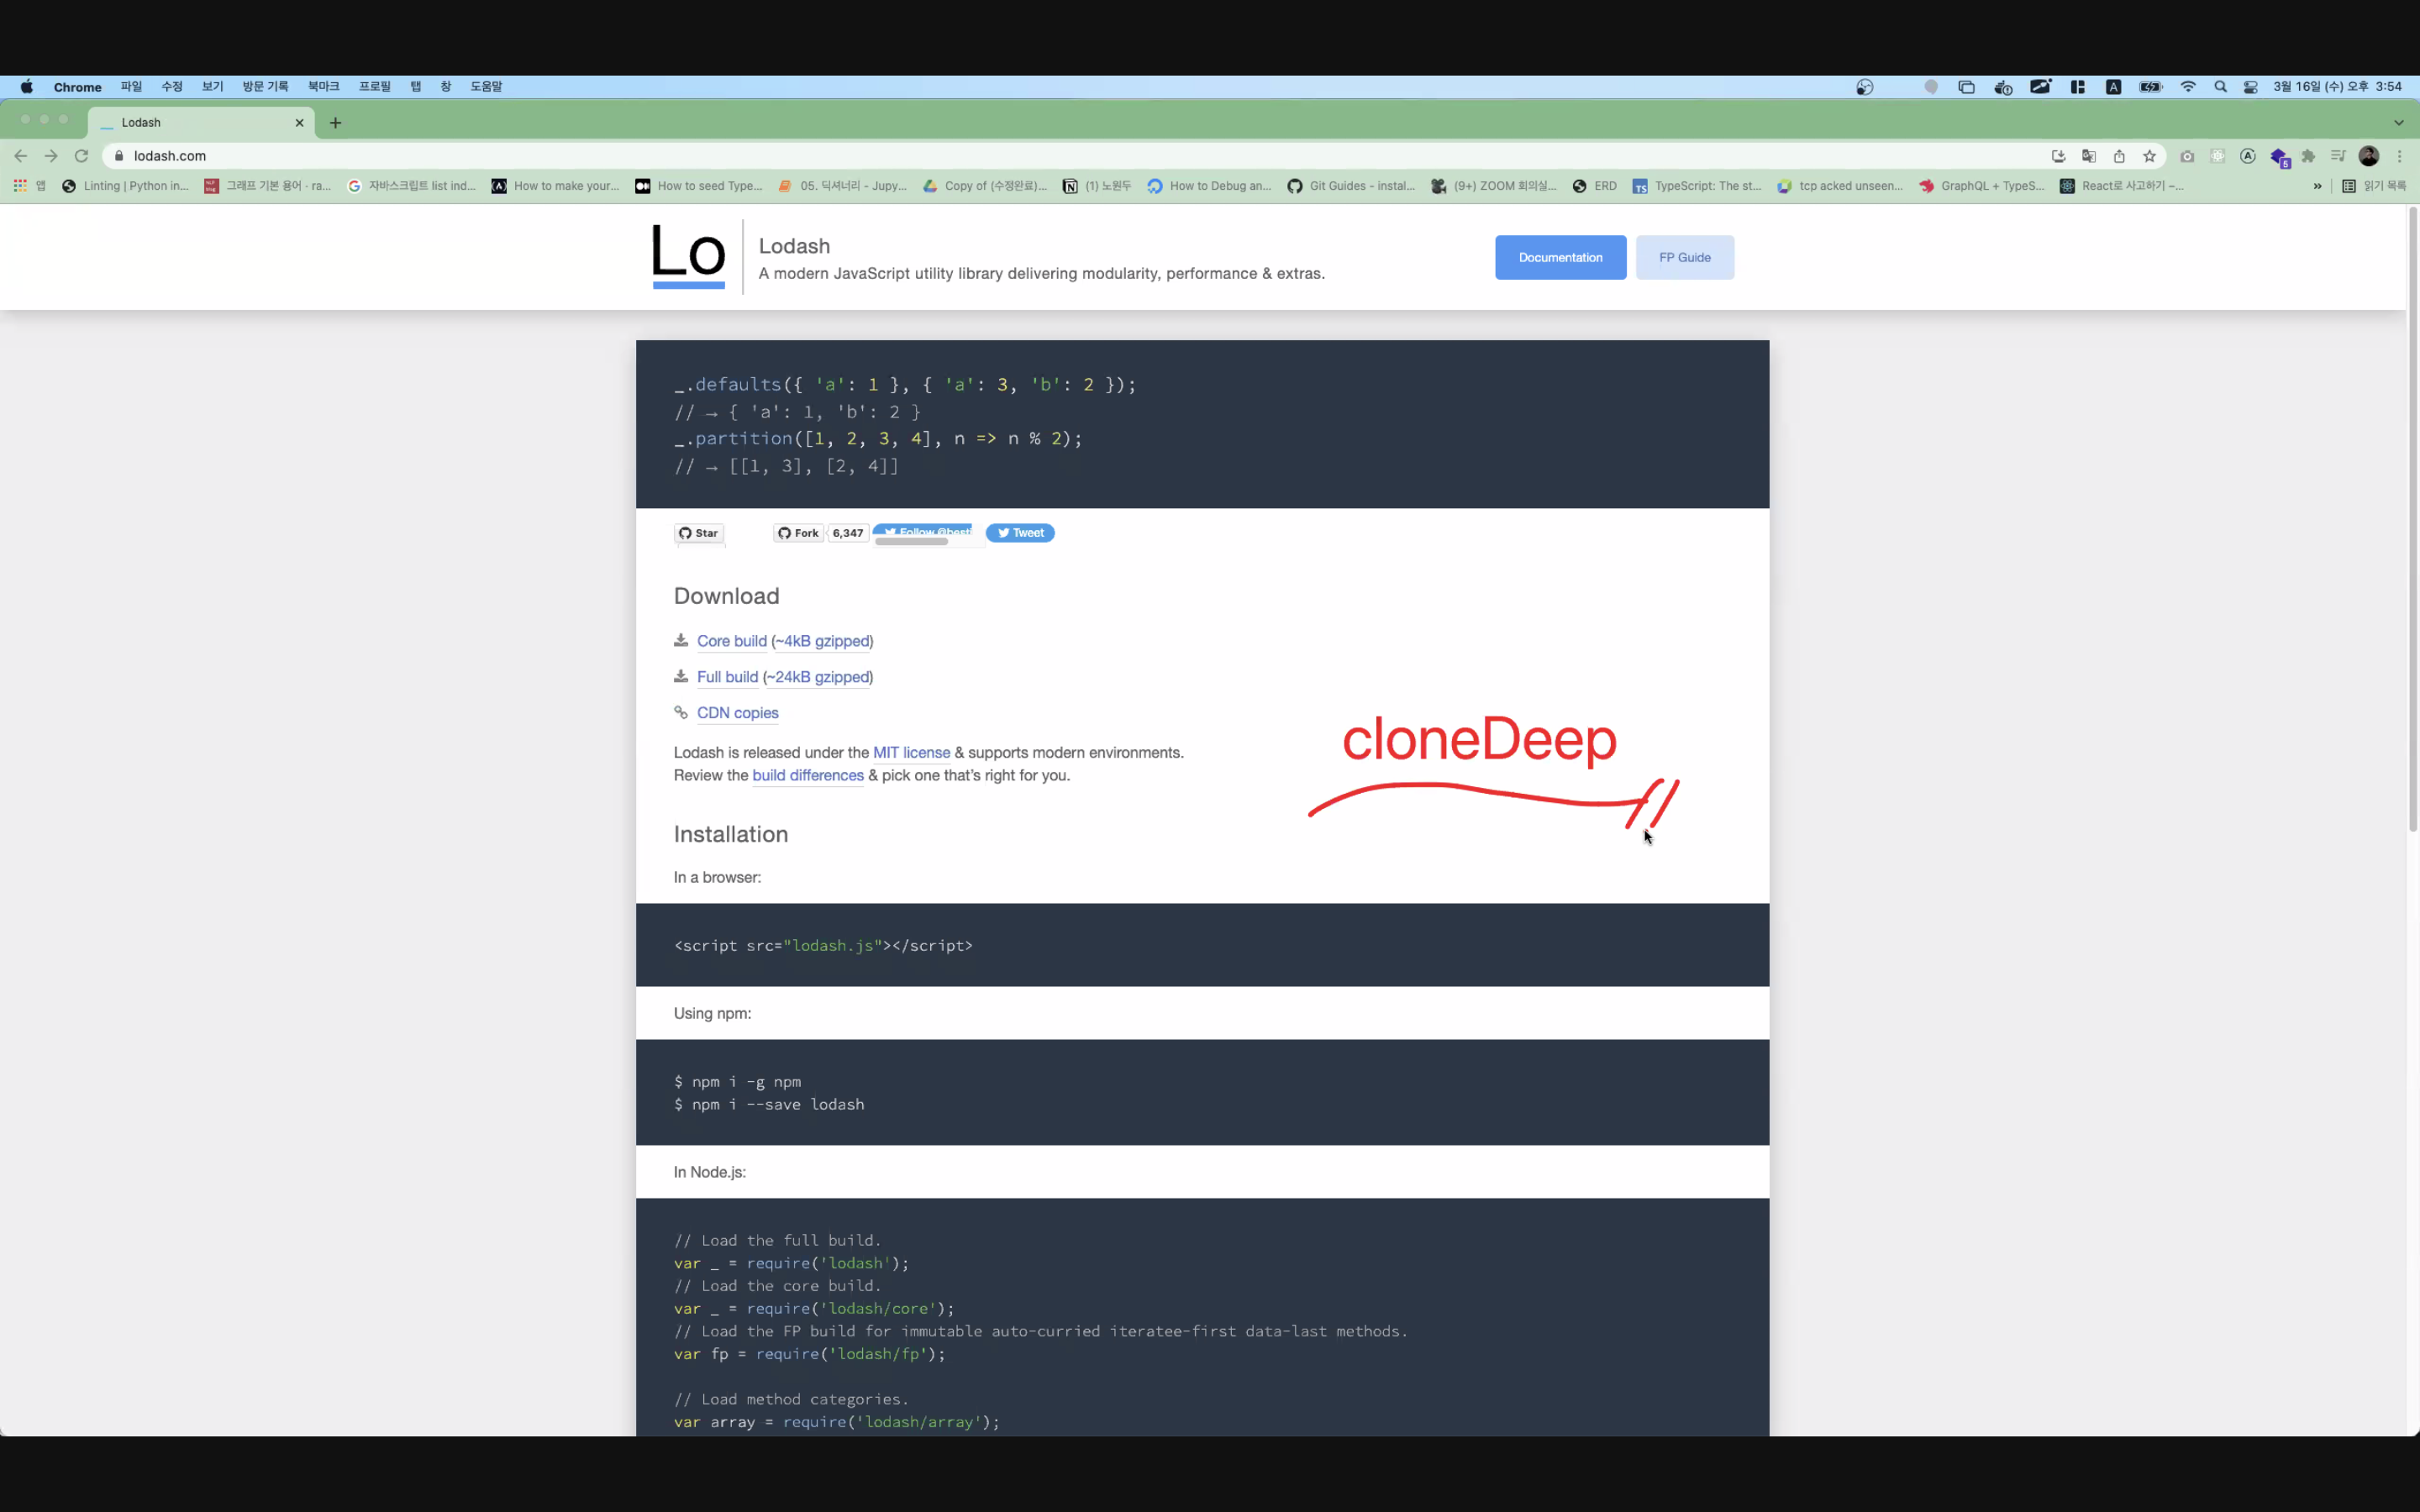 Chrome 파일 수정 보기 방문 기록 북마크 프로필 탭 창 도움말 3월 16일 (수) 오후 3:54
Lodash
lodash.com
앱 Linting | Python in... 그래프 기본 용어 · ra... 자바스크립트 list ind... How to make your... How to seed Type... 05. 딕셔너리 - Jupy... Copy of (수정완료)... (1) 노원두 How to Debug an... Git Guides - instal... (9+) ZOOM 회의실... ERD TypeScript: The st... tcp acked unseen... GraphQL + TypeS... React로 사고하기 –... » 읽기 목록
Lo
Lodash
A modern JavaScript utility library delivering modularity, performance & extras.
Documentation
FP Guide
_.defaults({ 'a': 1 }, { 'a': 3, 'b': 2 });
// → { 'a': 1, 'b': 2 }
_.partition([1, 2, 3, 4], n => n % 2);
// → [[1, 3], [2, 4]]
Star Fork 6,347 Tweet
Download
Core build (~4kB gzipped)
Full build (~24kB gzipped)
CDN copies
cloneDeep
Lodash is released under the MIT license & supports modern environments.
Review the build differences & pick one that's right for you.
Installation
In a browser:
<script src="lodash.js"></script>
Using npm:
$ npm i -g npm
$ npm i --save lodash
In Node.js:
// Load the full build.
var _ = require('lodash');
// Load the core build.
var _ = require('lodash/core');
// Load the FP build for immutable auto-curried iteratee-first data-last methods.
var fp = require('lodash/fp');
// Load method categories.
var array = require('lodash/array');